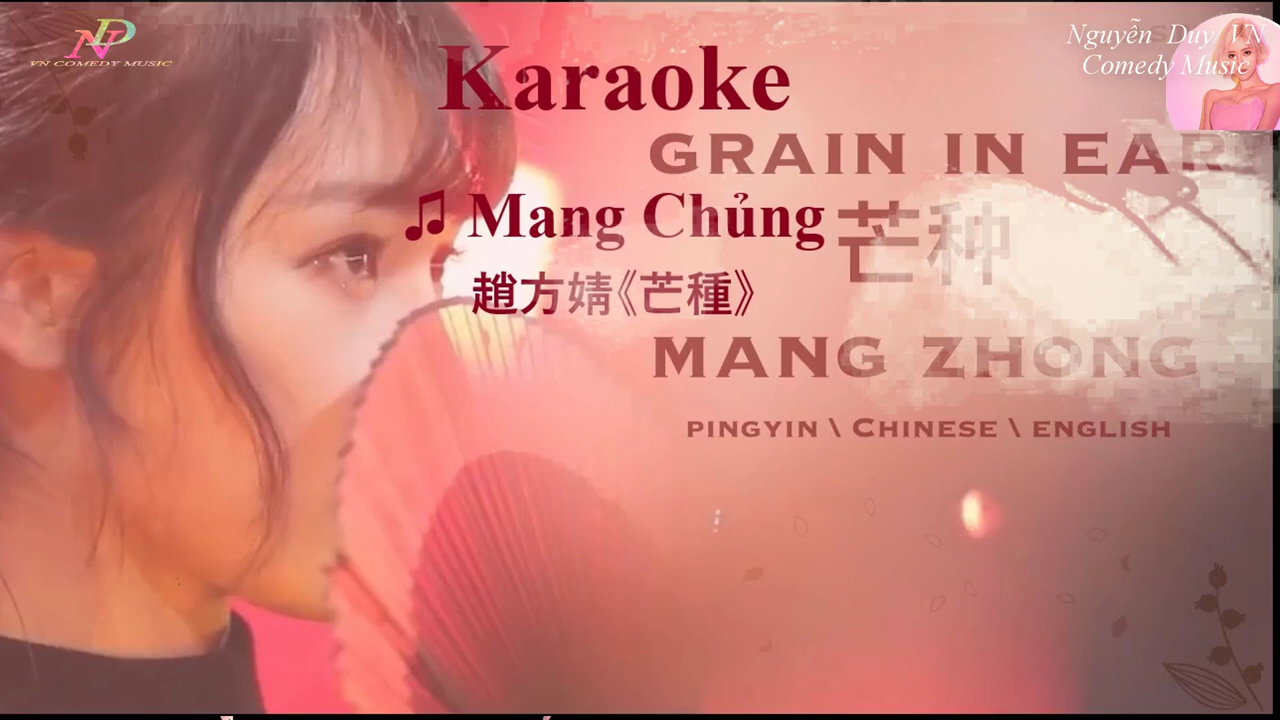 NDP
VN COMEDY MUSIC
Nguyễn Duy VN
Comedy Music
Karaoke
GRAIN IN EAR
♫ Mang Chủng
芒种
趙方婧《芒種》
MANG ZHONG
PINGYIN \ CHINESE \ ENGLISH